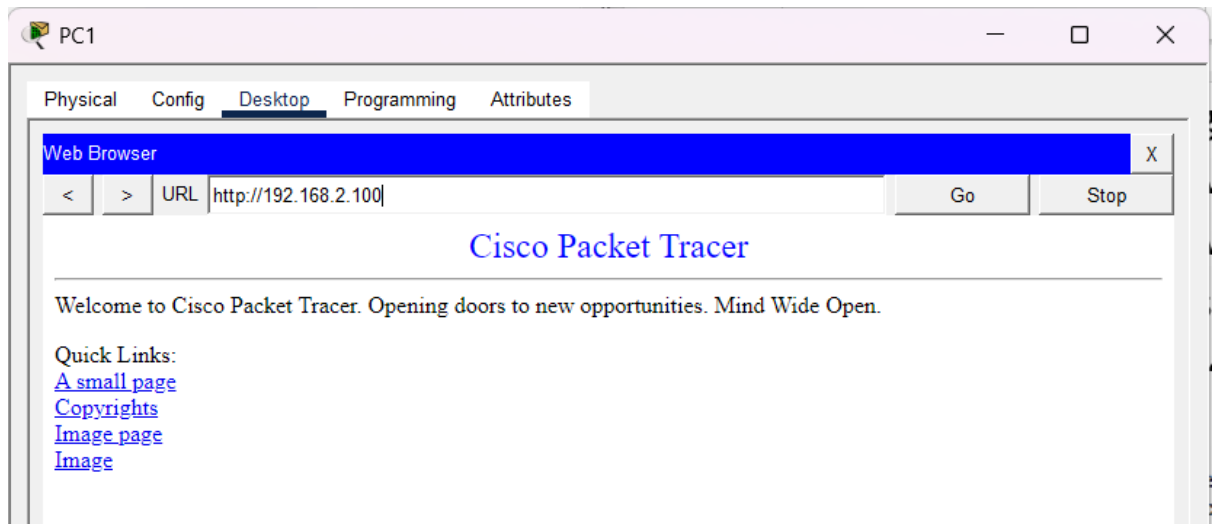 PC1
Physical Config Desktop Programming Attributes
Web Browser X
< > URL http://192.168.2.100 Go Stop
Cisco Packet Tracer
Welcome to Cisco Packet Tracer. Opening doors to new opportunities. Mind Wide Open.
Quick Links:
A small page
Copyrights
Image page
Image